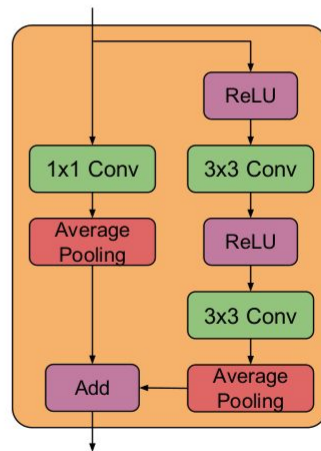 ReLU
1x1 Conv
3x3 Conv
Average
Pooling
ReLU
3x3 Conv
Add
Average
Pooling